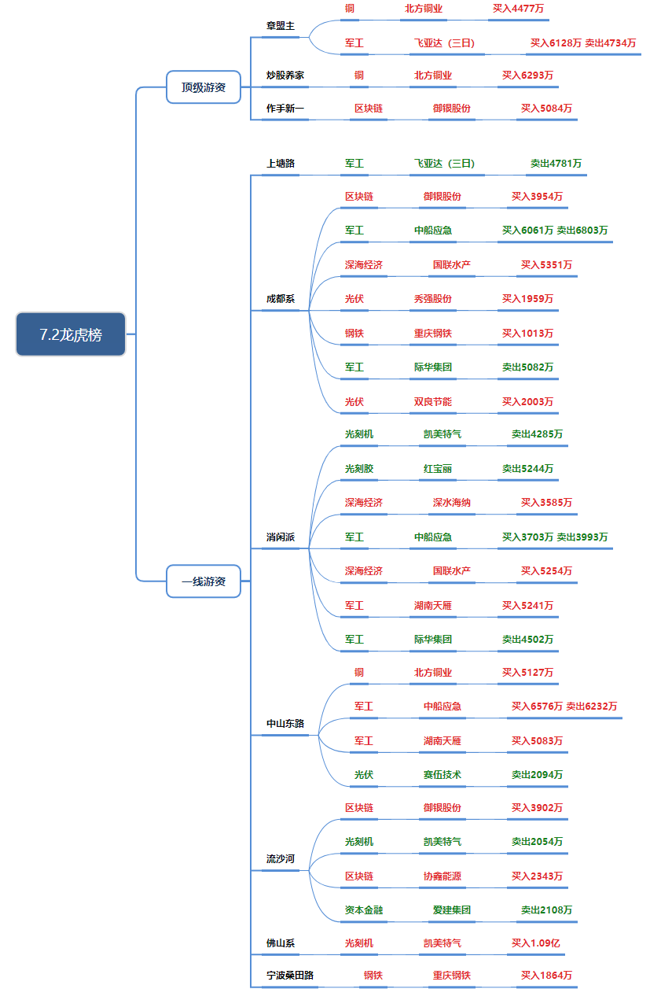 7.2龙虎榜
顶级游资
章盟主
铜 北方铜业 买入4477万
军工 飞亚达（三日） 买入6128万 卖出4734万
炒股养家 铜 北方铜业 买入6293万
作手新一 区块链 御银股份 买入5084万
一线游资
上塘路 军工 飞亚达（三日） 卖出4781万
成都系
区块链 御银股份 买入3954万
军工 中船应急 买入6061万 卖出6803万
深海经济 国联水产 买入5351万
光伏 秀强股份 买入1959万
钢铁 重庆钢铁 买入1013万
军工 际华集团 卖出5082万
光伏 双良节能 买入2003万
消闲派
光刻机 凯美特气 卖出4285万
光刻胶 红宝丽 卖出5244万
深海经济 深水海纳 买入3585万
军工 中船应急 买入3703万 卖出3993万
深海经济 国联水产 买入5254万
军工 湖南天雁 买入5241万
军工 际华集团 卖出4502万
中山东路
铜 北方铜业 买入5127万
军工 中船应急 买入6576万 卖出6232万
军工 湖南天雁 买入5083万
光伏 赛伍技术 卖出2094万
流沙河
区块链 御银股份 买入3902万
光刻机 凯美特气 卖出2054万
区块链 协鑫能源 买入2343万
资本金融 爱建集团 卖出2108万
佛山系 光刻机 凯美特气 买入1.09亿
宁波桑田路 钢铁 重庆钢铁 买入1864万